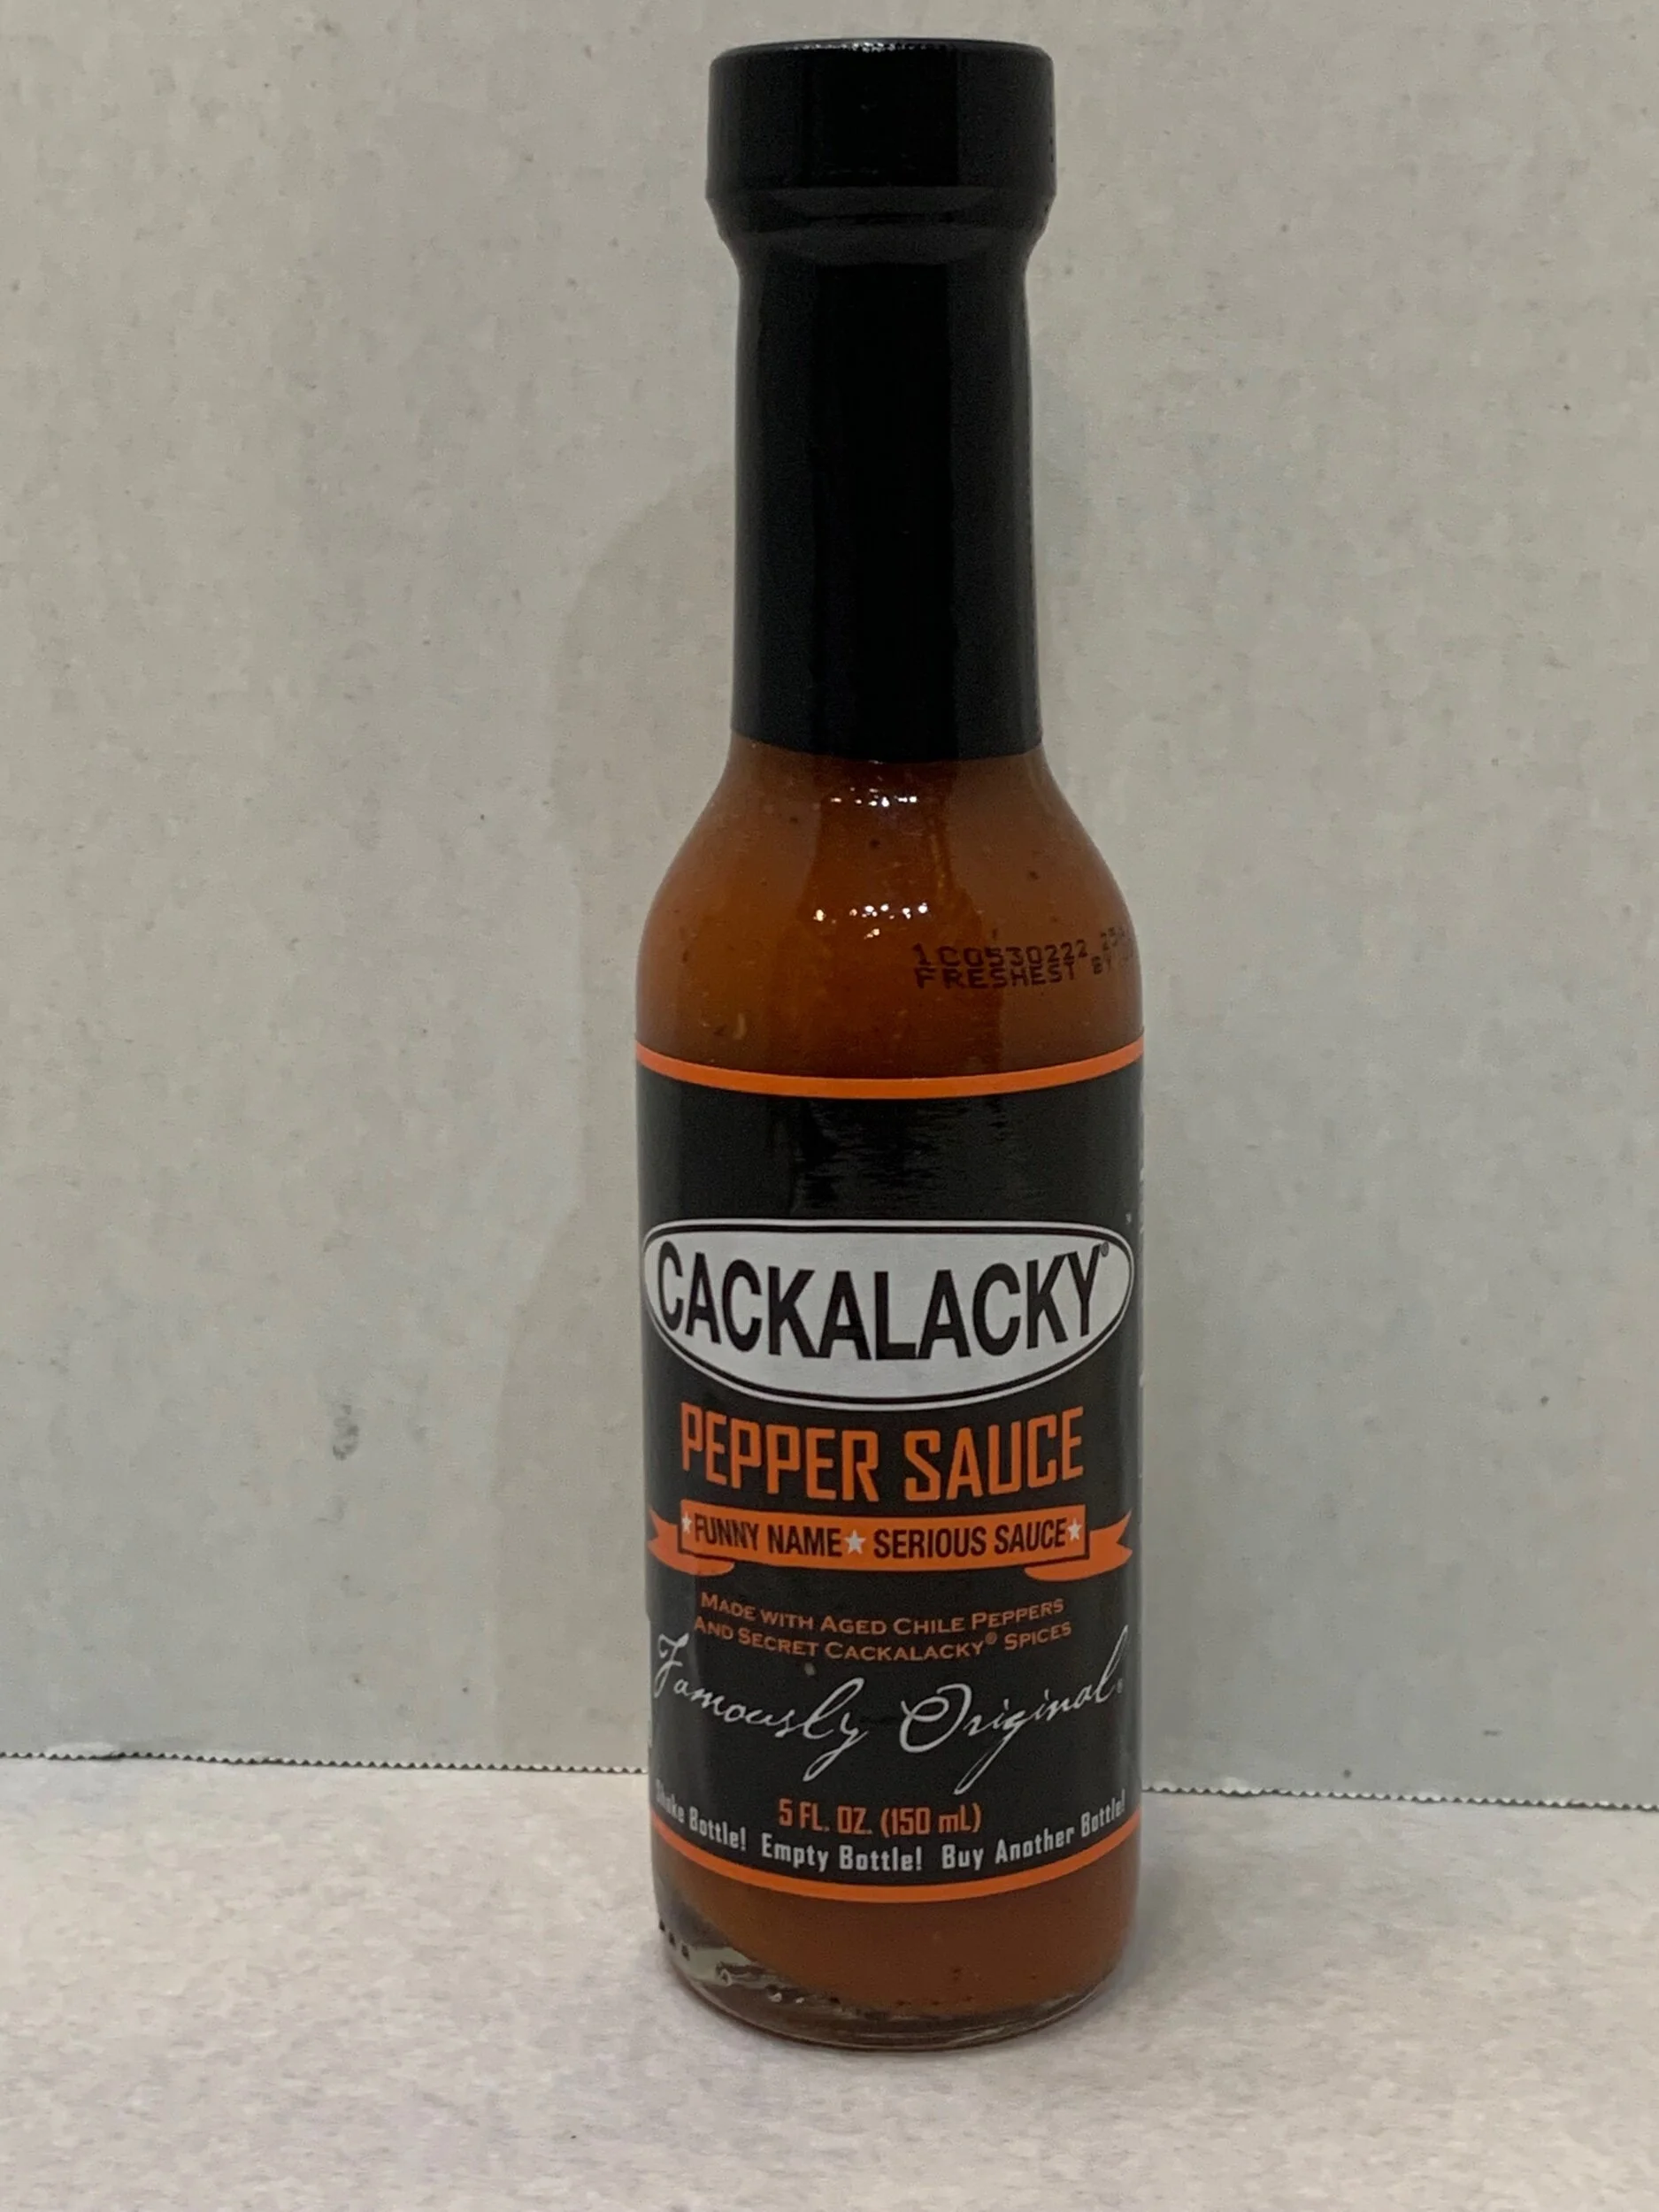 1C0530222
FRESHEST BY
CACKALACKY®
PEPPER SAUCE
FUNNY NAME★ SERIOUS SAUCE
MADE WITH AGED CHILE PEPPERS
AND SECRET CACKALACKY® SPICES
Famously Original®
5 FL. OZ. (150 mL)
Shake Bottle! Empty Bottle! Buy Another Bottle!